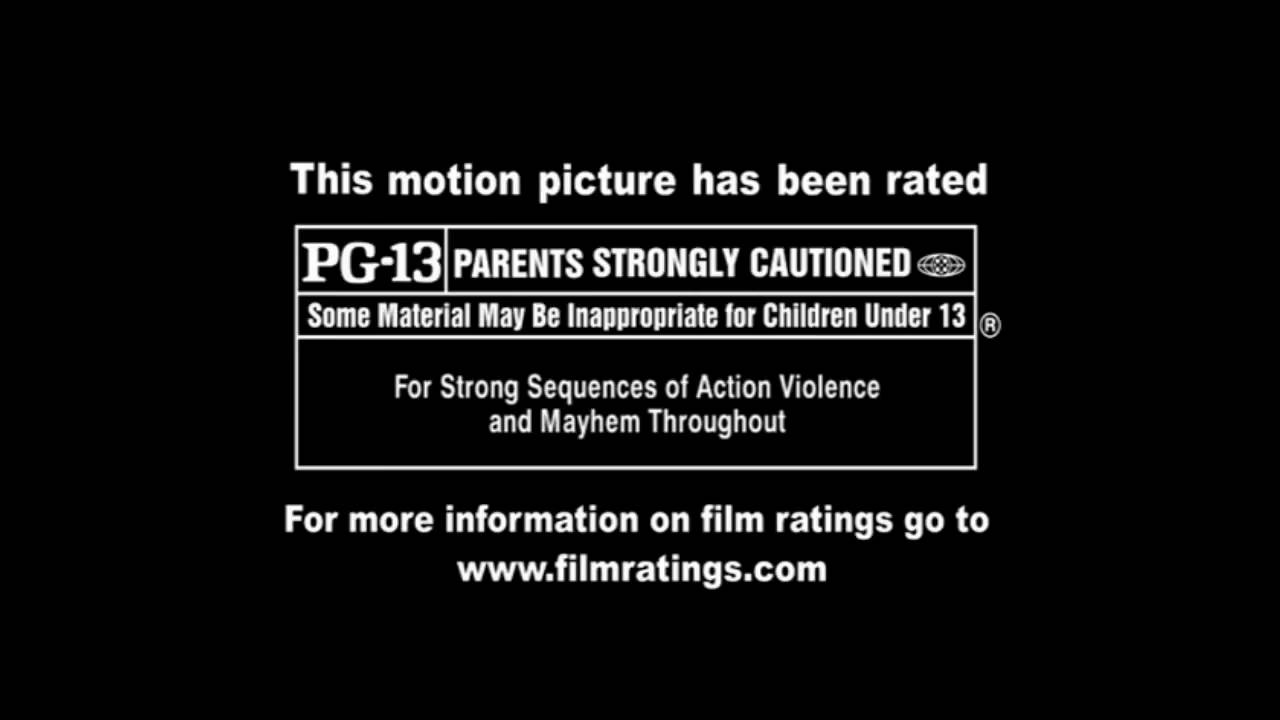 This motion picture has been rated
PG-13 PARENTS STRONGLY CAUTIONED
Some Material May Be Inappropriate for Children Under 13 ®
For Strong Sequences of Action Violence
and Mayhem Throughout
For more information on film ratings go to
www.filmratings.com